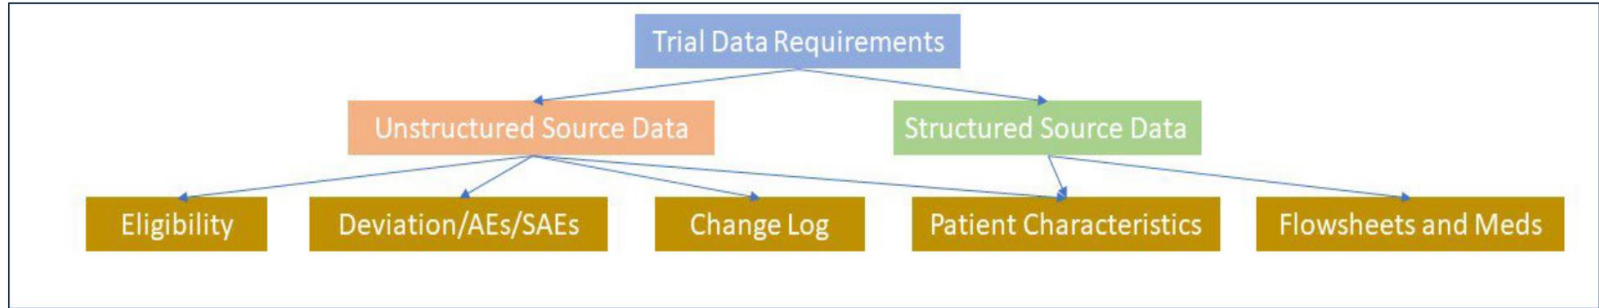 Trial Data Requirements
Unstructured Source Data
Structured Source Data
Eligibility
Deviation/AEs/SAEs
Change Log
Patient Characteristics
Flowsheets and Meds